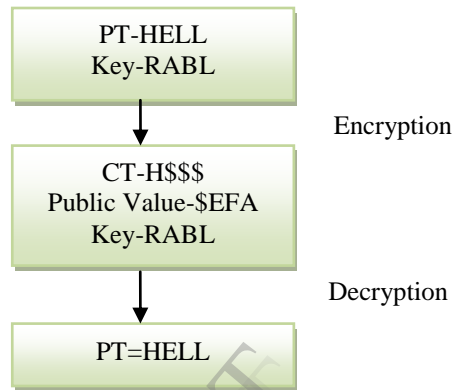 PT-HELL
Key-RABL
Encryption
CT-H$$$
Public Value-$EFA
Key-RABL
Decryption
PT=HELL